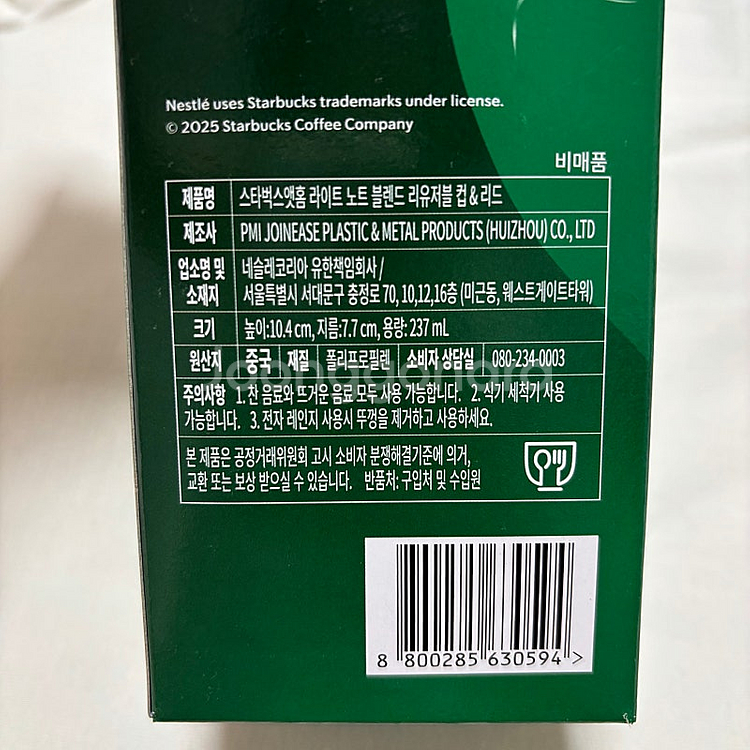 Nestlé uses Starbucks trademarks under license.
© 2025 Starbucks Coffee Company
비매품
제품명 스타벅스앳홈 라이트 노트 블렌드 리유저블 컵 & 리드
제조사 PMI JOINEASE PLASTIC & METAL PRODUCTS (HUIZHOU) CO., LTD
업소명 및 네슬레코리아 유한책임회사 /
소재지 서울특별시 서대문구 충정로 70, 10,12,16층 (미근동, 웨스트게이트타워)
크기 높이:10.4 cm, 지름:7.7 cm, 용량: 237 mL
원산지 중국 재질 폴리프로필렌 소비자 상담실 080-234-0003
주의사항 1. 찬 음료와 뜨거운 음료 모두 사용 가능합니다. 2. 식기 세척기 사용
가능합니다. 3. 전자 레인지 사용시 뚜껑을 제거하고 사용하세요.
본 제품은 공정거래위원회 고시 소비자 분쟁해결기준에 의거,
교환 또는 보상 받으실 수 있습니다. 반품처: 구입처 및 수입원
8 800285 630594 >